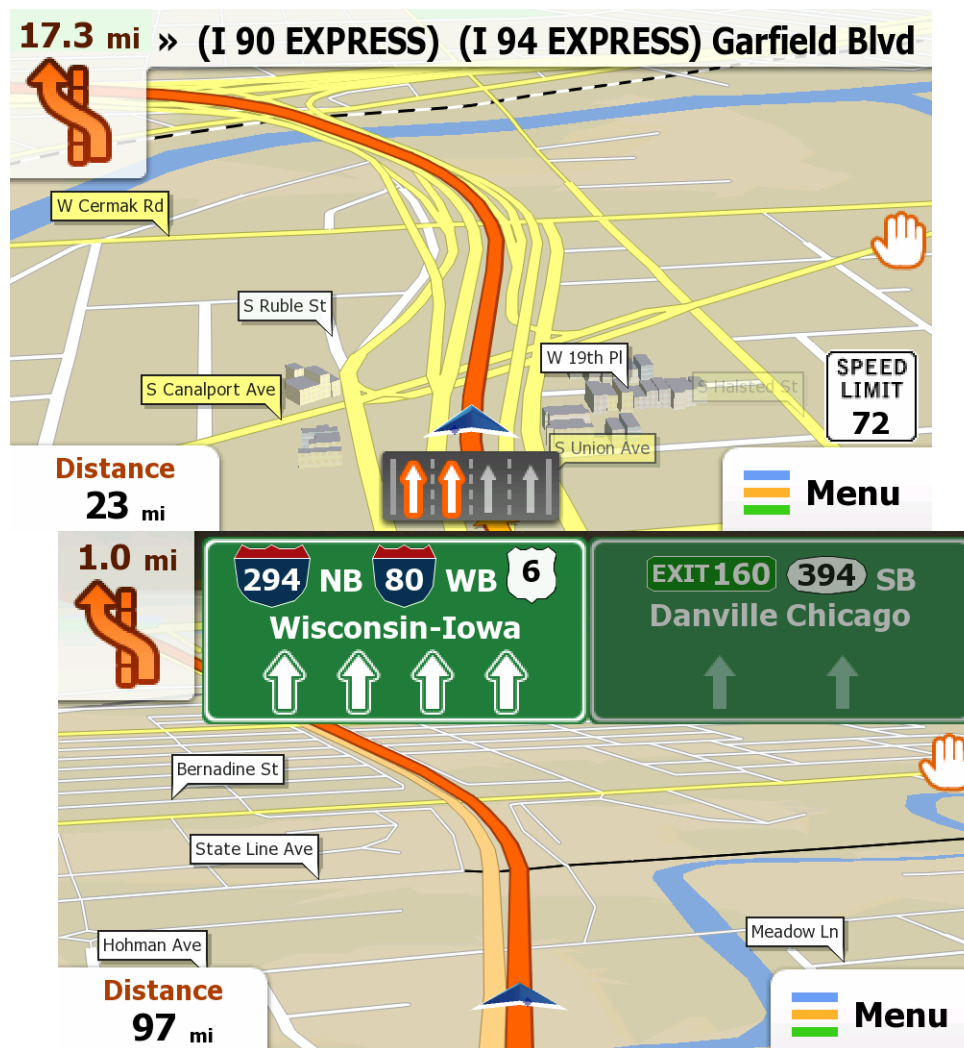 17.3 mi » (I 90 EXPRESS) (I 94 EXPRESS) Garfield Blvd
W Cermak Rd
S Ruble St
W 19th Pl
S Canalport Ave
S Halsted St
SPEED
LIMIT
72
S Union Ave
Distance
23 mi
Menu
1.0 mi
294 NB 80 WB 6
Wisconsin-Iowa
EXIT 160 394 SB
Danville Chicago
Bernadine St
State Line Ave
Meadow Ln
Hohman Ave
Distance
97 mi
Menu